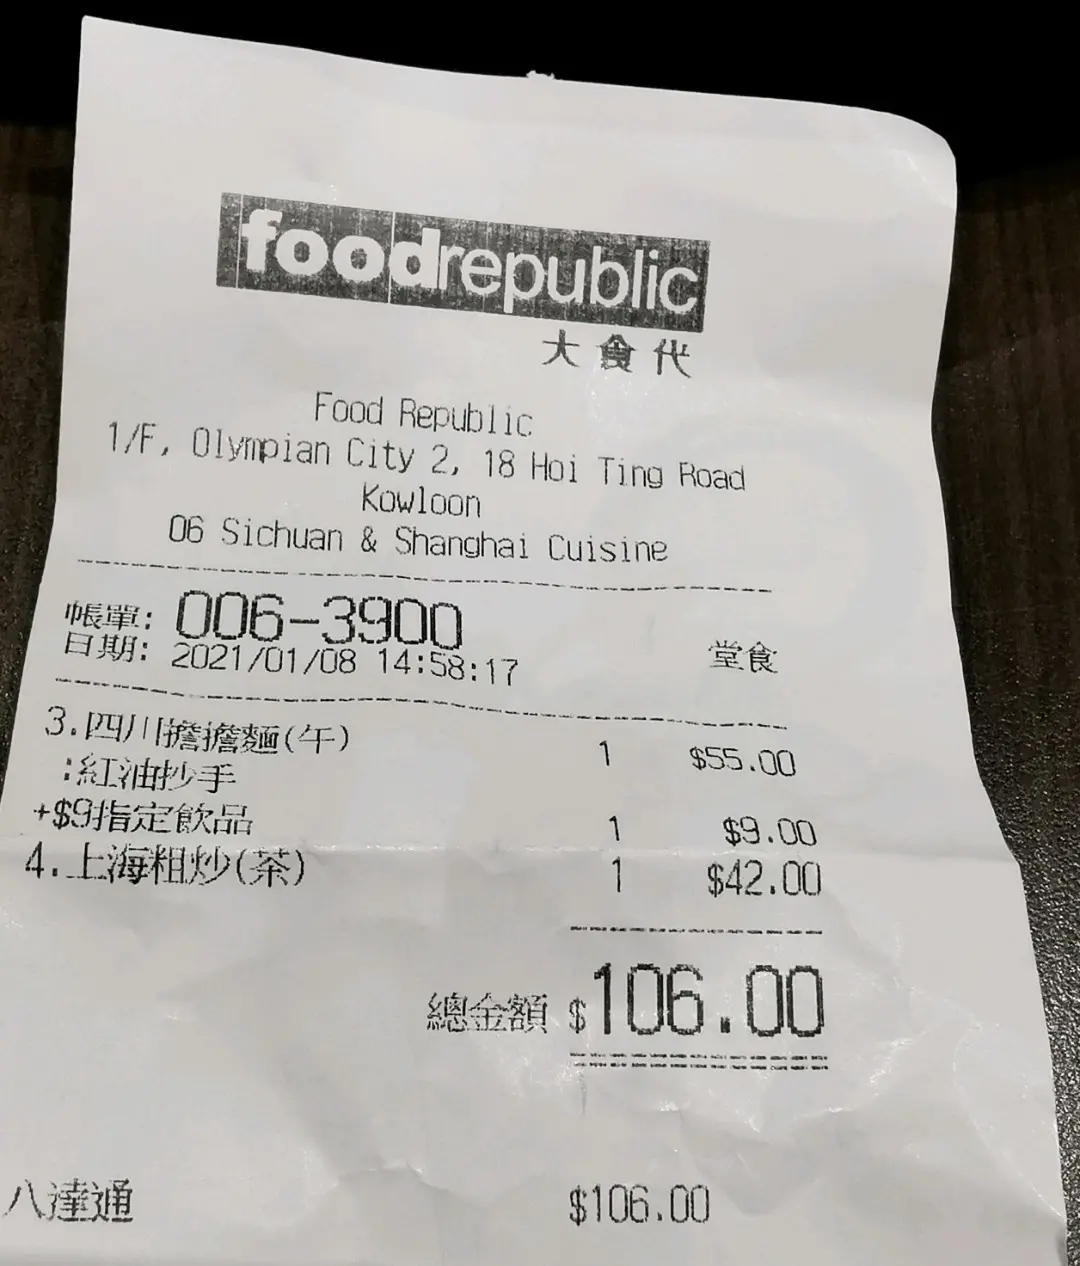 foodrepublic
大食代
Food Republic
1/F, Olympian City 2, 18 Hoi Ting Road
Kowloon
06 Sichuan & Shanghai Cuisine
帳單: 006-3900
日期: 2021/01/08 14:58:17 堂食
3.四川擔擔麵(午) 1 $55.00
:紅油抄手
+$9指定飲品 1 $9.00
4.上海粗炒(茶) 1 $42.00
總金額 $106.00
八達通 $106.00